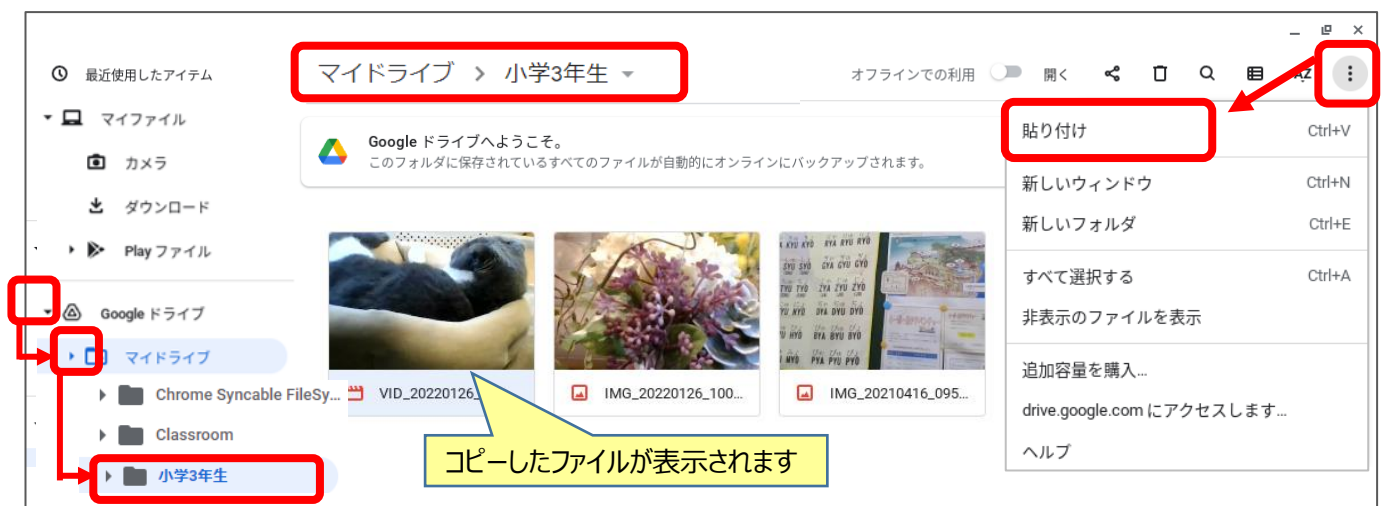 最近使用したアイテム
マイドライブ > 小学3年生
オフラインでの利用
開く
AZ
マイファイル
カメラ
ダウンロード
Play ファイル
Google ドライブ
マイドライブ
Chrome Syncable FileSy...
Classroom
小学3年生
Google ドライブへようこそ。
このフォルダに保存されているすべてのファイルが自動的にオンラインにバックアップされます。
貼り付け Ctrl+V
新しいウィンドウ Ctrl+N
新しいフォルダ Ctrl+E
すべて選択する Ctrl+A
非表示のファイルを表示
追加容量を購入...
drive.google.com にアクセスします...
ヘルプ
VID_20220126_
IMG_20220126_100...
IMG_20210416_095...
コピーしたファイルが表示されます